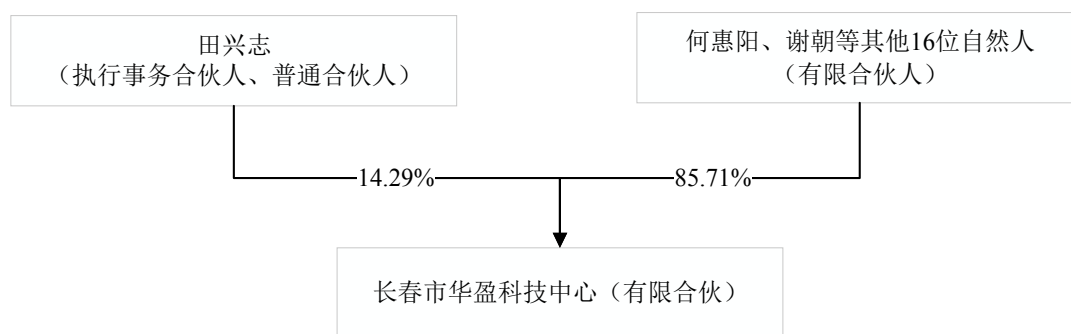 田兴志
（执行事务合伙人、普通合伙人）
何惠阳、谢朝等其他16位自然人
（有限合伙人）
14.29%
85.71%
长春市华盈科技中心（有限合伙）